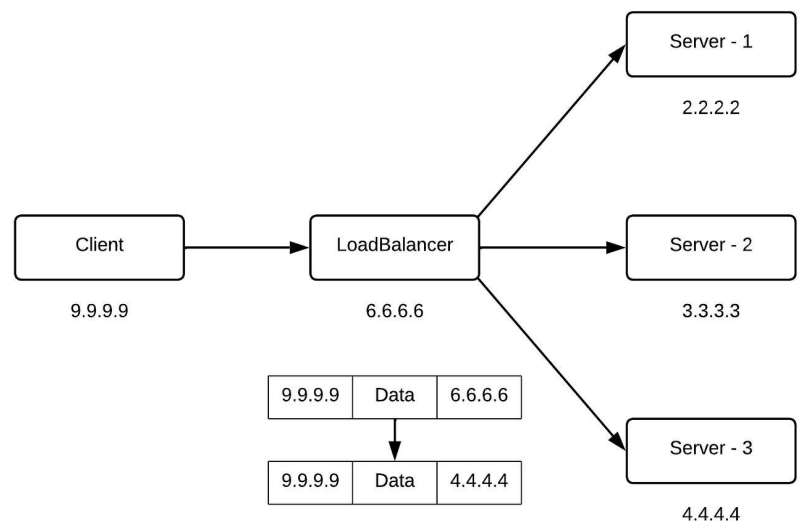 Server - 1
2.2.2.2
Client
LoadBalancer
Server - 2
9.9.9.9
6.6.6.6
3.3.3.3
9.9.9.9 Data 6.6.6.6
9.9.9.9 Data 4.4.4.4
Server - 3
4.4.4.4